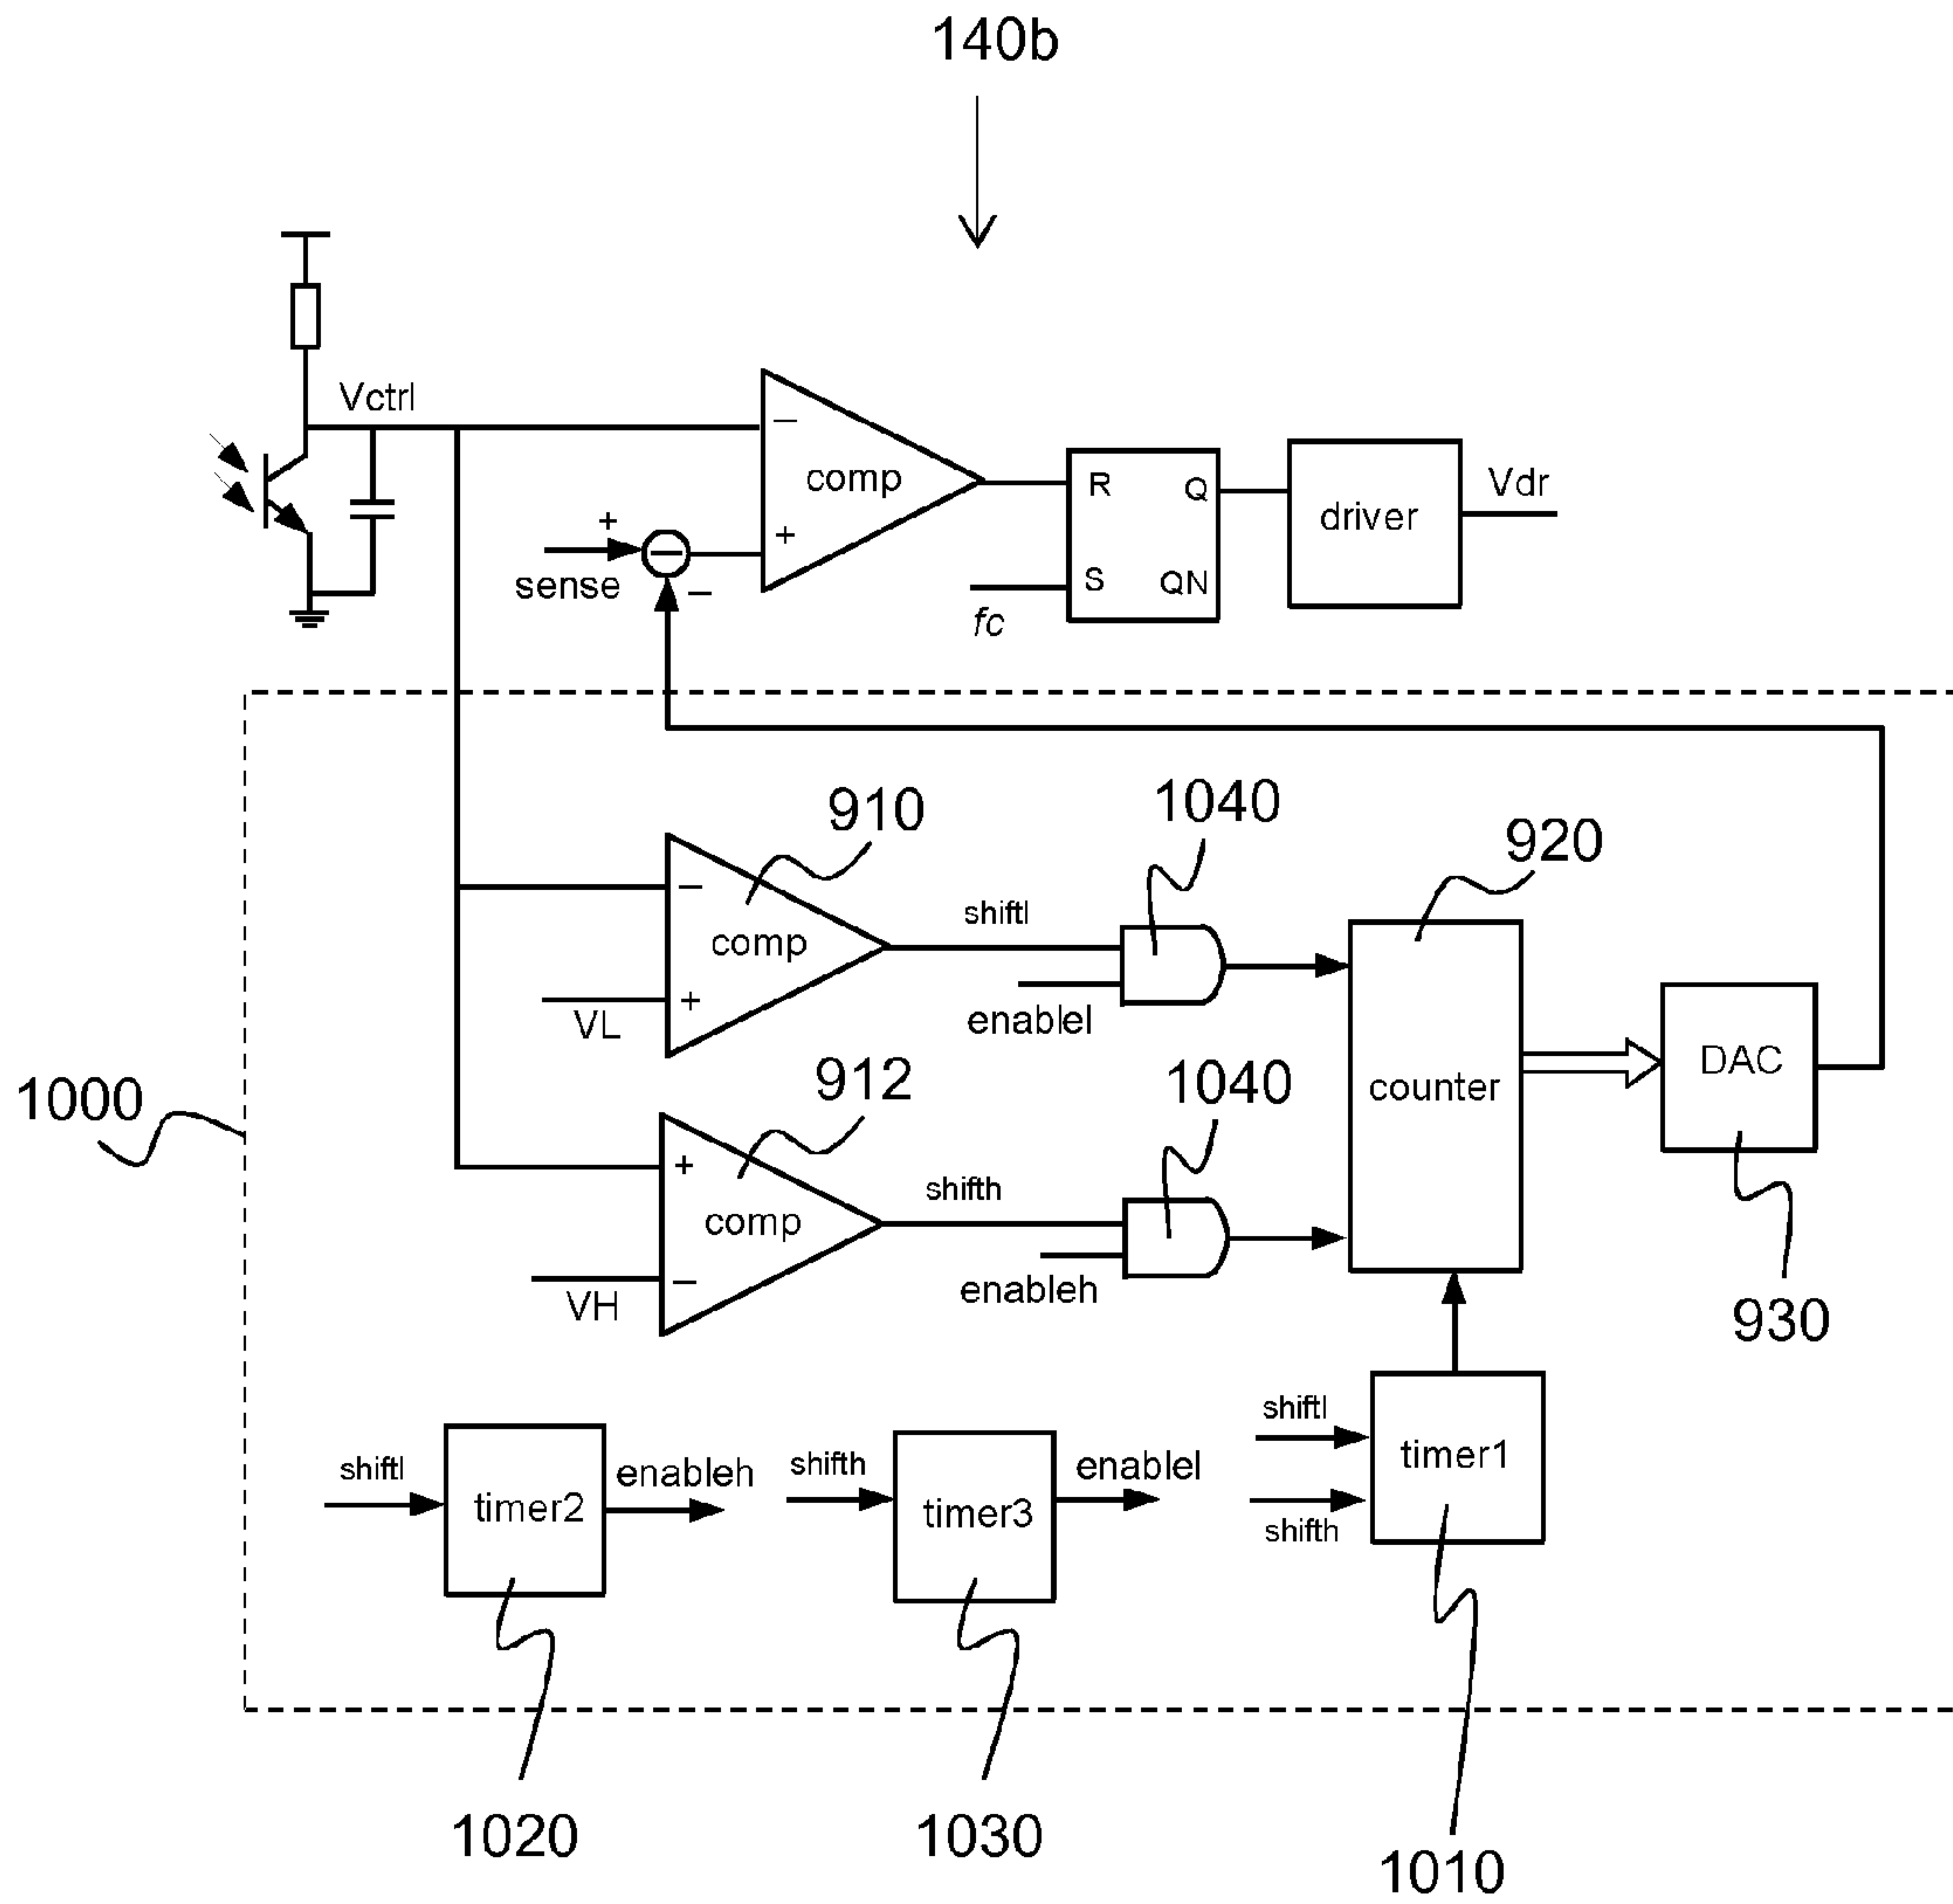 140b
Vctrl
−
comp
+
+
−
sense
−
R
Q
S
QN
fc
driver
Vdr
910
1040
920
−
comp
+
VL
shiftl
enablel
1000
912
1040
counter
DAC
+
comp
−
VH
shifth
enableh
930
shiftl
timer2
enableh
shifth
timer3
enablel
shiftl
shifth
timer1
1020
1030
1010